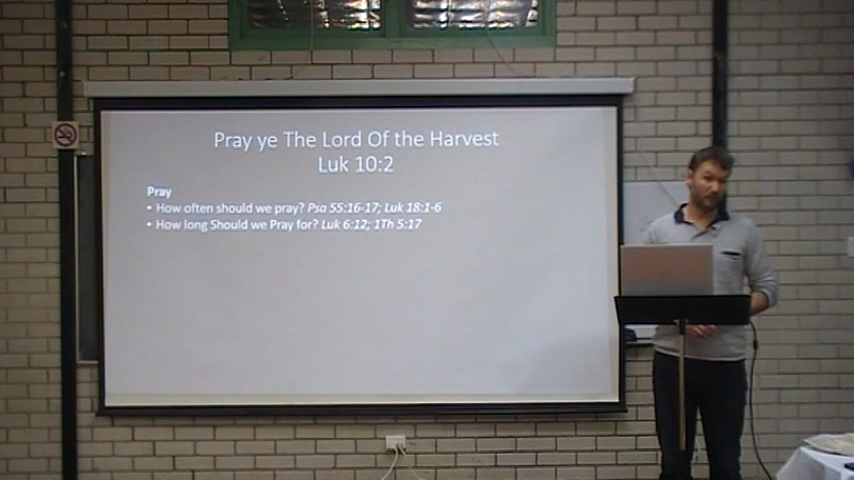 Pray ye The Lord Of the Harvest
Luk 10:2
Pray
• How often should we pray? Psa 55:16-17; Luk 18:1-6
• How long Should we Pray for? Luk 6:12; 1Th 5:17